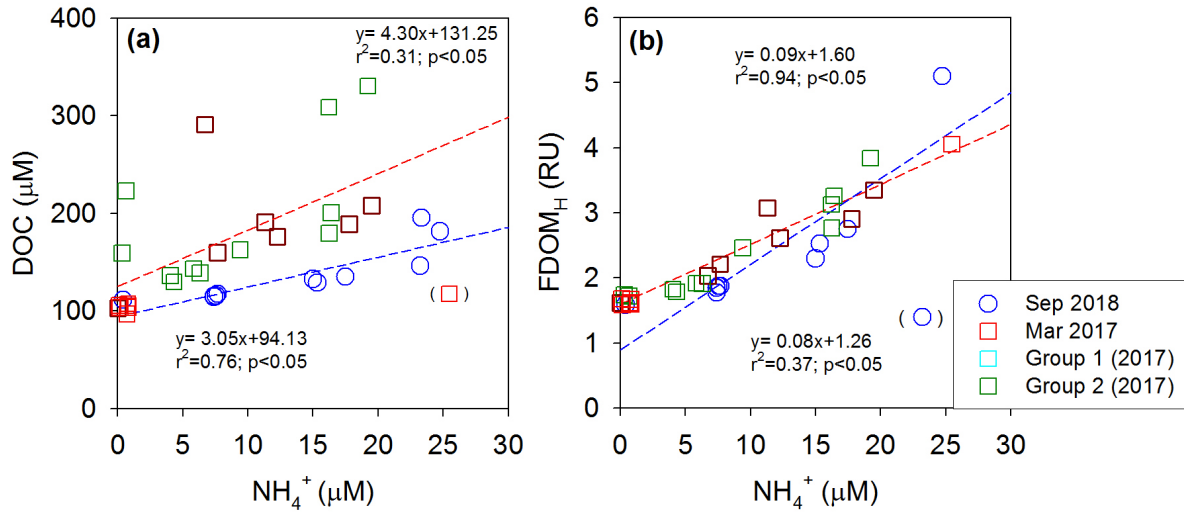 (a)
y= 4.30x+131.25
r²=0.31; p<0.05
400
300
200
100
0
DOC (μM)
( )
y= 3.05x+94.13
r²=0.76; p<0.05
0 5 10 15 20 25 30
NH₄⁺ (μM)
(b)
y= 0.09x+1.60
r²=0.94; p<0.05
6
5
4
3
2
1
0
FDOM_H (RU)
( )
y= 0.08x+1.26
r²=0.37; p<0.05
0 5 10 15 20 25 30
NH₄⁺ (μM)
Sep 2018
Mar 2017
Group 1 (2017)
Group 2 (2017)